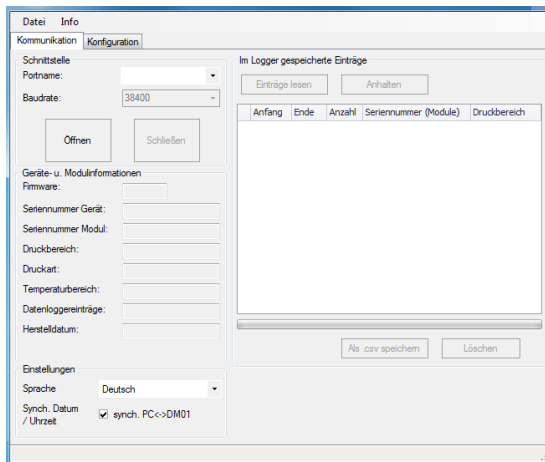 Datei Info
Kommunikation Konfiguration
Schnittstelle
Portname:
Baudrate: 38400
Öffnen Schließen
Geräte- u. Modulinformationen
Firmware:
Seriennummer Gerät:
Seriennummer Modul:
Druckbereich:
Druckart:
Temperaturbereich:
Datenloggereinträge:
Herstelldatum:
Einstellungen
Sprache Deutsch
Synch. Datum
/ Uhrzeit
synch. PC<->DM01
Im Logger gespeicherte Einträge
Einträge lesen Anhalten
Anfang Ende Anzahl Seriennummer (Module) Druckbereich
Als .csv speichern Löschen